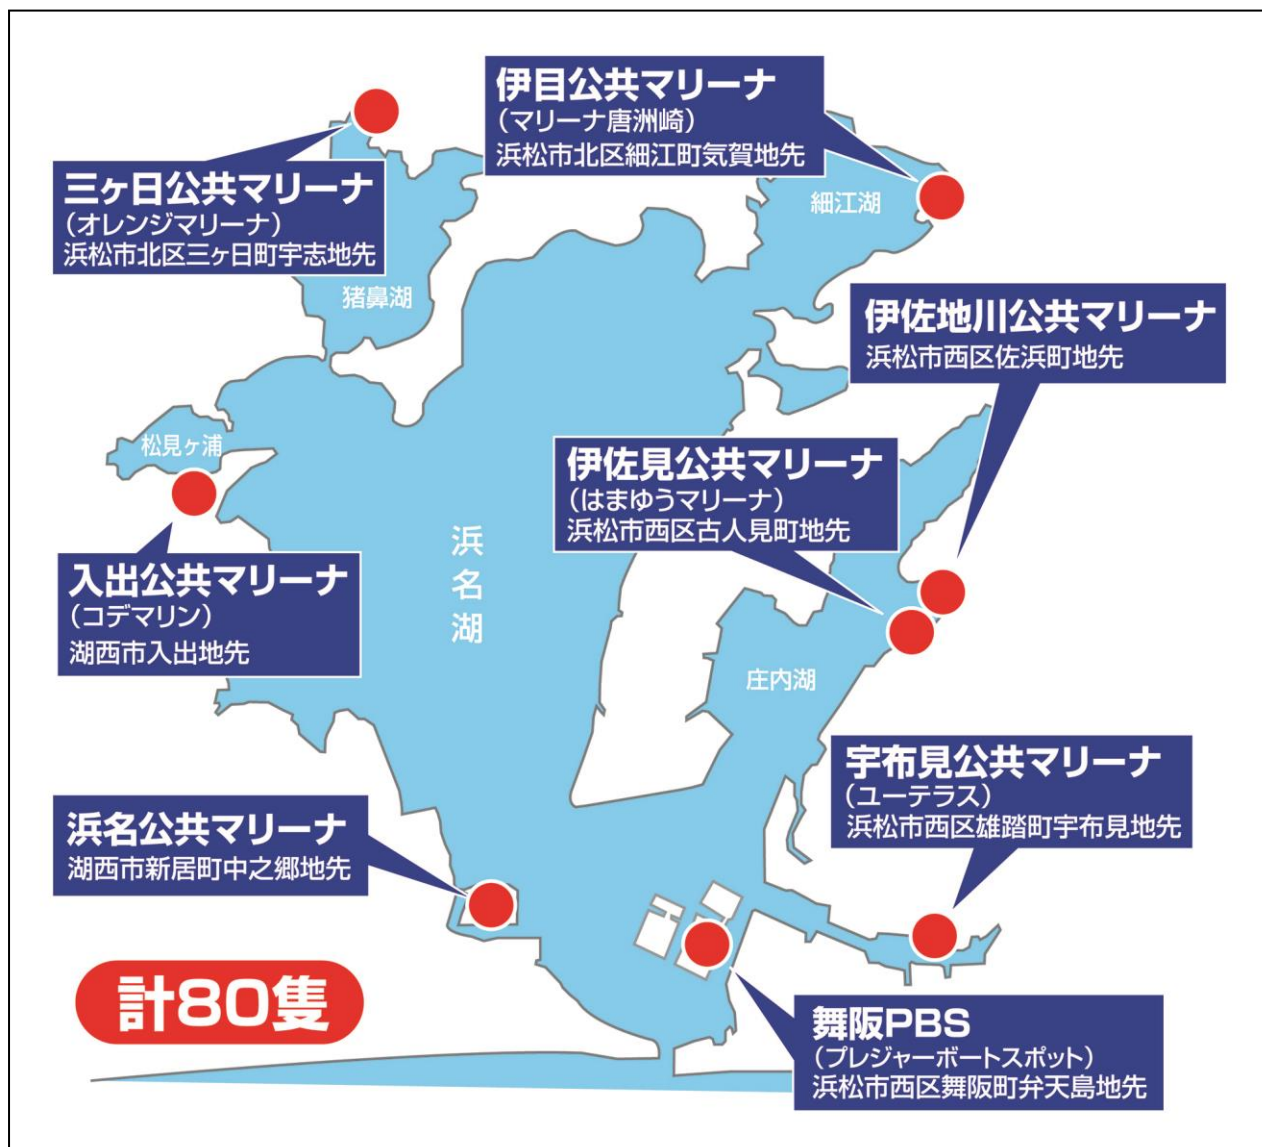 伊目公共マリーナ
（マリーナ唐洲崎）
浜松市北区細江町気賀地先
三ヶ日公共マリーナ
（オレンジマリーナ）
浜松市北区三ヶ日町宇志地先
細江湖
猪鼻湖
伊佐地川公共マリーナ
浜松市西区佐浜町地先
松見ヶ浦
伊佐見公共マリーナ
（はまゆうマリーナ）
浜松市西区古人見町地先
浜名湖
入出公共マリーナ
（コデマリン）
湖西市入出地先
庄内湖
宇布見公共マリーナ
（ユーテラス）
浜松市西区雄踏町宇布見地先
浜名公共マリーナ
湖西市新居町中之郷地先
計80隻
舞阪PBS
（プレジャーボートスポット）
浜松市西区舞阪町弁天島地先